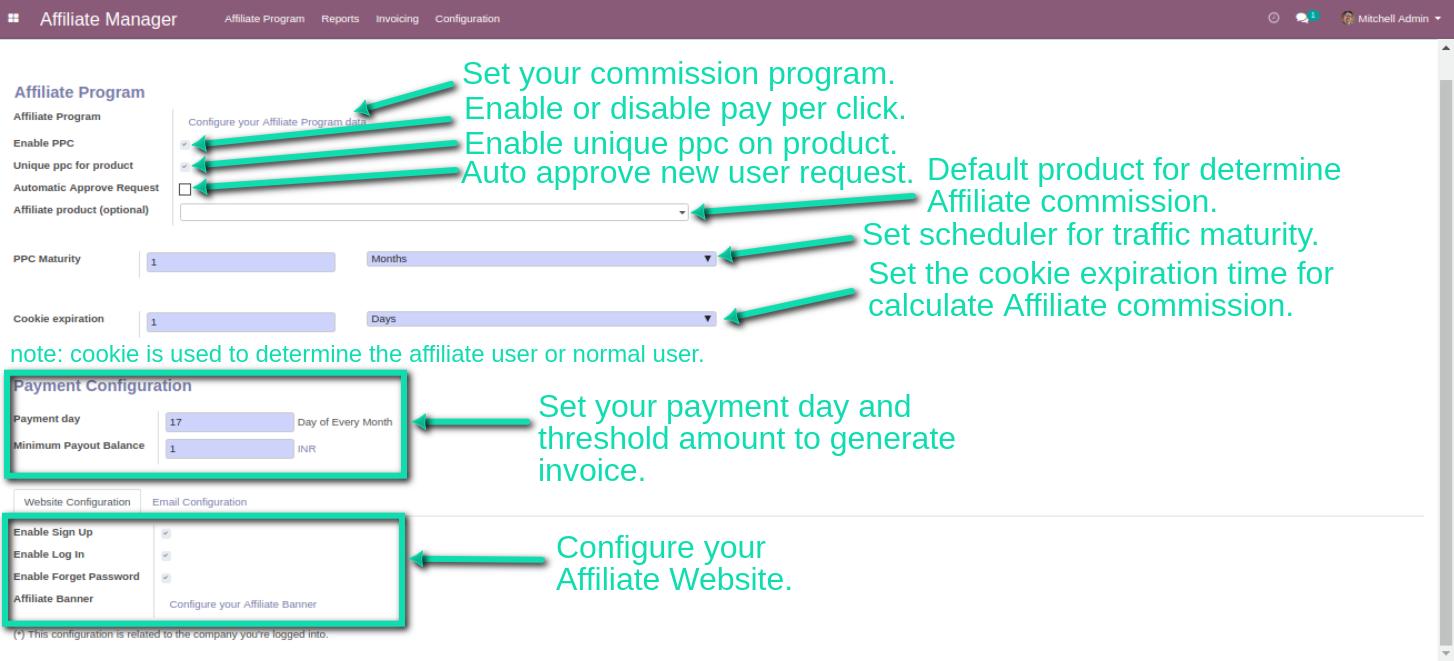 Affiliate Manager Affiliate Program Reports Invoicing Configuration 1 Mitchell Admin
Set your commission program.
Affiliate Program
Affiliate Program Configure your Affiliate Program data
Enable or disable pay per click.
Enable PPC
Enable unique ppc on product.
Unique ppc for product
Auto approve new user request.
Automatic Approve Request
Default product for determine
Affiliate commission.
Affiliate product (optional)
Set scheduler for traffic maturity.
PPC Maturity 1 Months
Set the cookie expiration time for
calculate Affiliate commission.
Cookie expiration 1 Days
note: cookie is used to determine the affiliate user or normal user.
Payment Configuration
Payment day 17 Day of Every Month
Minimum Payout Balance 1 INR
Set your payment day and
threshold amount to generate
invoice.
Website Configuration Email Configuration
Enable Sign Up
Enable Log In
Enable Forget Password
Affiliate Banner Configure your Affiliate Banner
Configure your
Affiliate Website.
(*) This configuration is related to the company you're logged into.